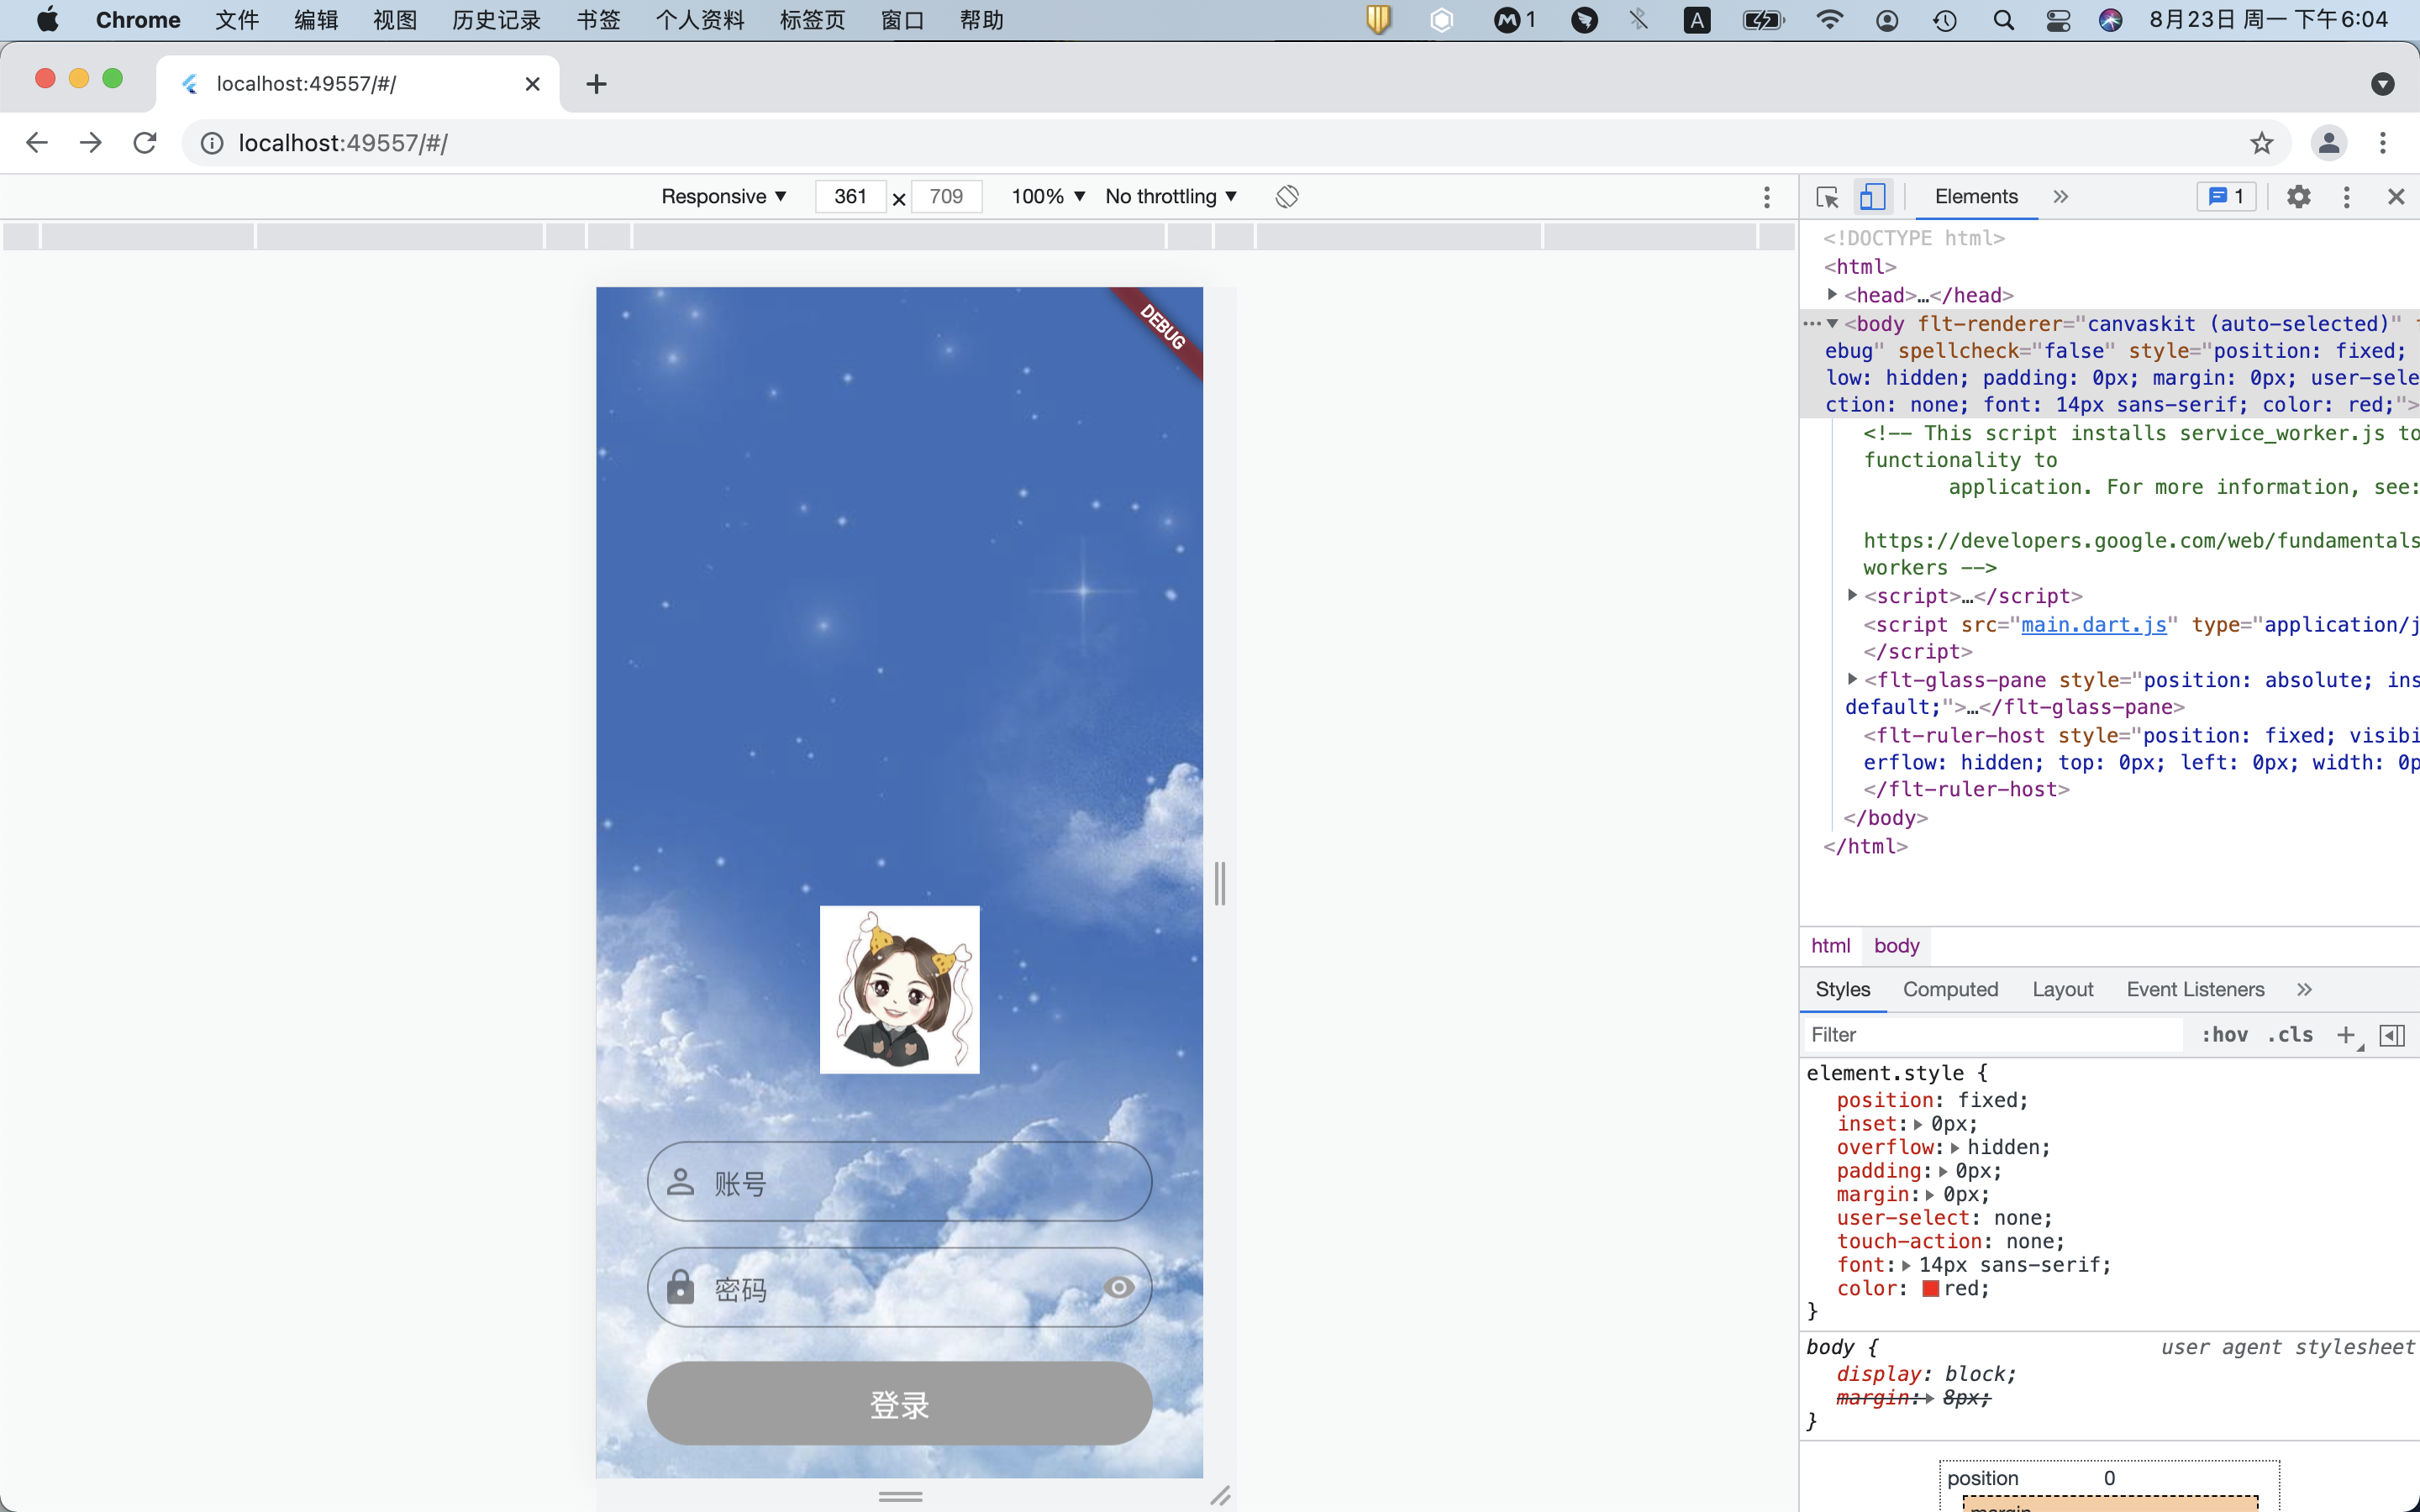 Chrome 文件 编辑 视图 历史记录 书签 个人资料 标签页 窗口 帮助 1 A 8月23日 周一 下午6:04
localhost:49557/#/
localhost:49557/#/
Responsive 361 × 709 100% No throttling
Elements 1
<!DOCTYPE html>
<html>
<head>…</head>
<body flt-renderer="canvaskit (auto-selected)"
ebug" spellcheck="false" style="position: fixed;
low: hidden; padding: 0px; margin: 0px; user-sele
ction: none; font: 14px sans-serif; color: red;">
<!-- This script installs service_worker.js to
functionality to
application. For more information, see:
https://developers.google.com/web/fundamentals
workers -->
<script>…</script>
<script src="main.dart.js" type="application/j
</script>
<flt-glass-pane style="position: absolute; ins
default;">…</flt-glass-pane>
<flt-ruler-host style="position: fixed; visibi
erflow: hidden; top: 0px; left: 0px; width: 0p
</flt-ruler-host>
</body>
</html>
html body
Styles Computed Layout Event Listeners
Filter :hov .cls
element.style {
position: fixed;
inset: 0px;
overflow: hidden;
padding: 0px;
margin: 0px;
user-select: none;
touch-action: none;
font: 14px sans-serif;
color: red;
}
body { user agent stylesheet
display: block;
margin: 8px;
}
position 0
margin
DEBUG
账号
密码
登录